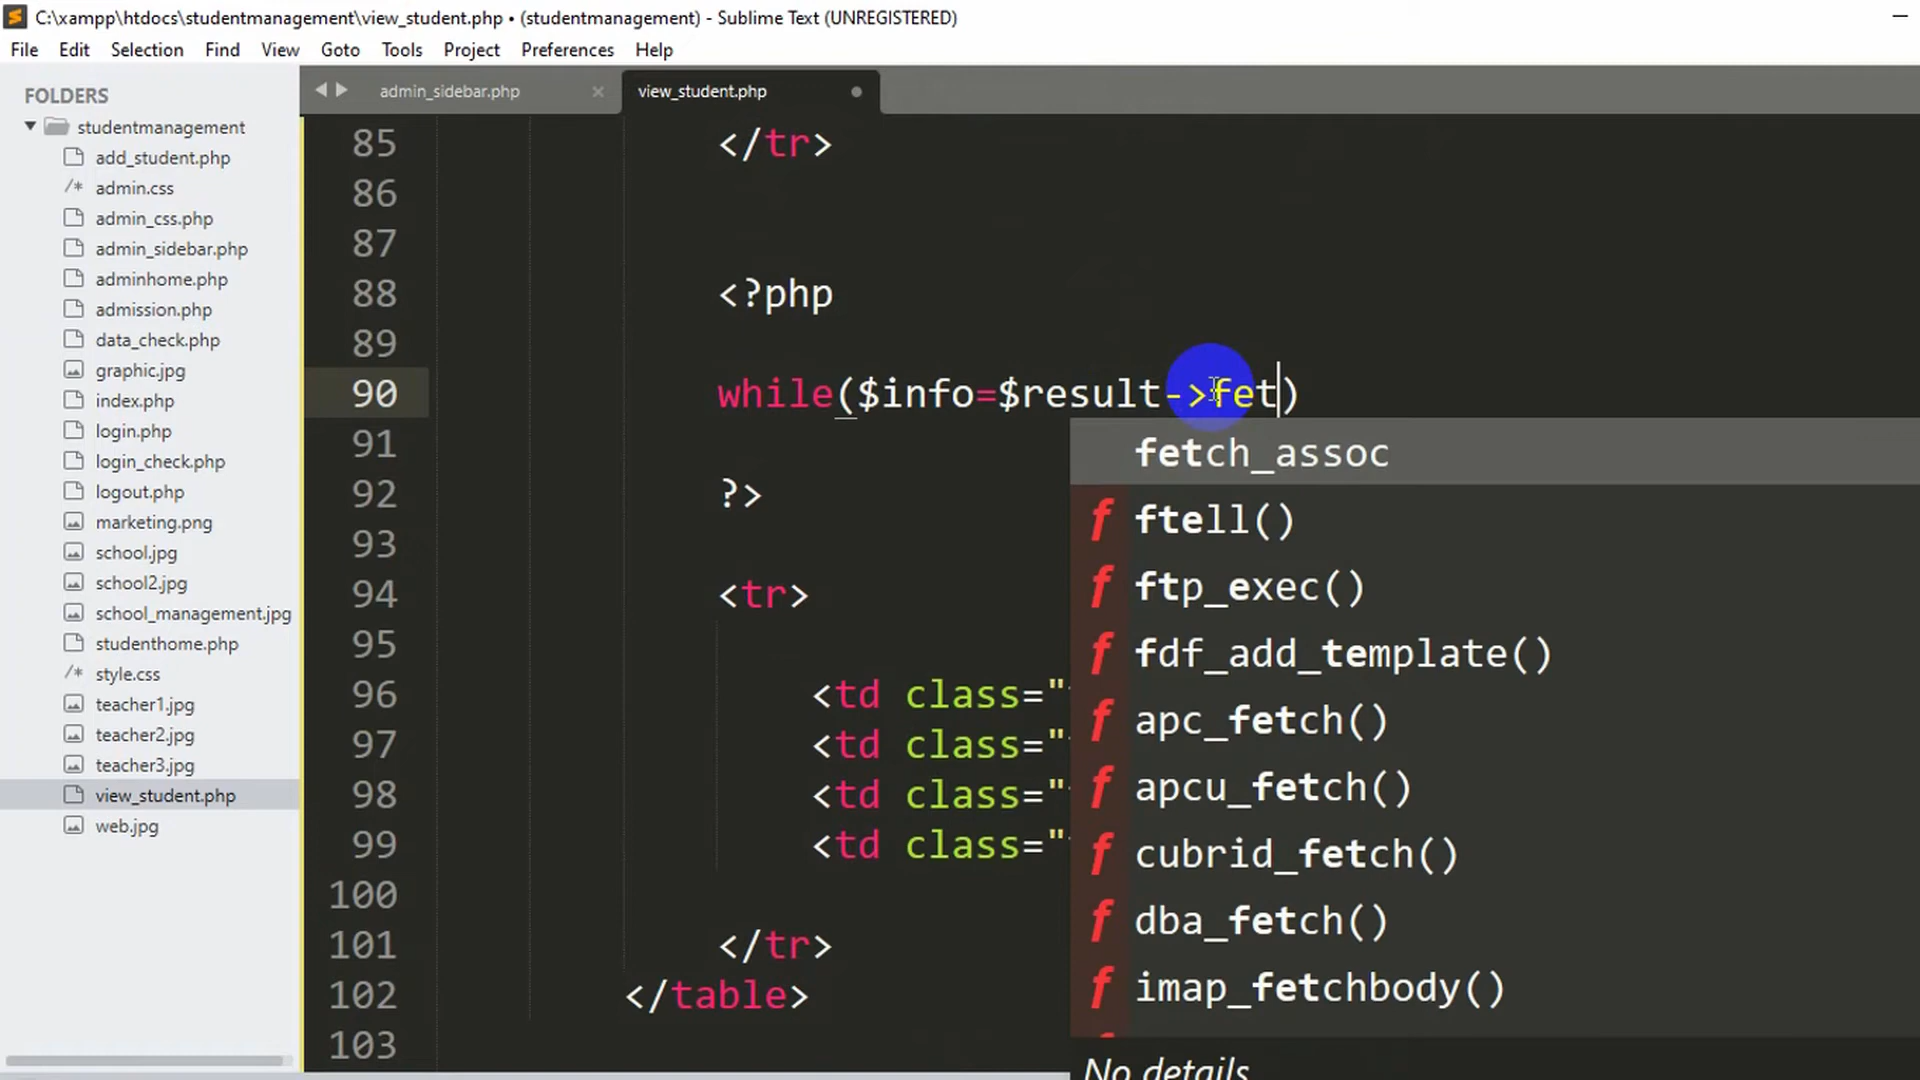 C:\xampp\htdocs\studentmanagement\view_student.php • (studentmanagement) - Sublime Text (UNREGISTERED)
File Edit Selection Find View Goto Tools Project Preferences Help
FOLDERS
studentmanagement
add_student.php
admin.css
admin_css.php
admin_sidebar.php
adminhome.php
admission.php
data_check.php
graphic.jpg
index.php
login.php
login_check.php
logout.php
marketing.png
school.jpg
school2.jpg
school_management.jpg
studenthome.php
style.css
teacher1.jpg
teacher2.jpg
teacher3.jpg
view_student.php
web.jpg
admin_sidebar.php × view_student.php
85 </tr>
86
87
88 <?php
89
90 while($info=$result->fet)
91
92 ?>
93
94 <tr>
95
96 <td class="
97 <td class="
98 <td class="
99 <td class="
100
101 </tr>
102 </table>
103
fetch_assoc
f ftell()
f ftp_exec()
f fdf_add_template()
f apc_fetch()
f apcu_fetch()
f cubrid_fetch()
f dba_fetch()
f imap_fetchbody()
No details